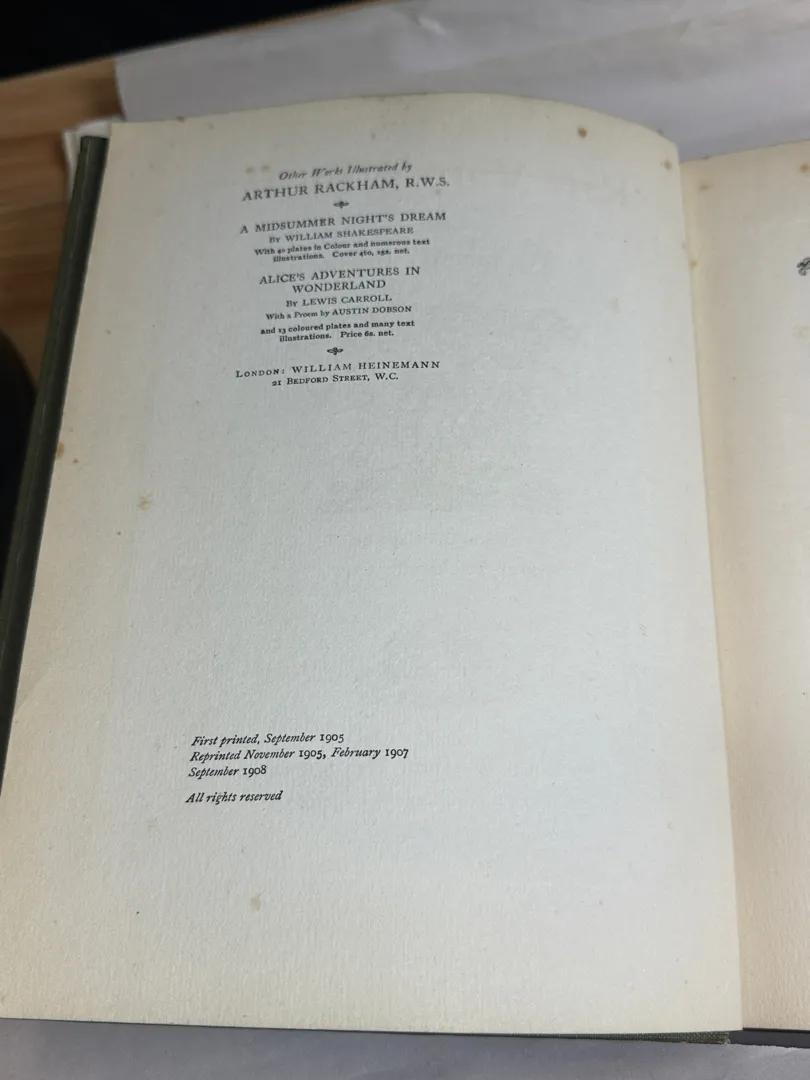 Other Works Illustrated by
ARTHUR RACKHAM, R.W.S.
A MIDSUMMER NIGHT'S DREAM
BY WILLIAM SHAKESPEARE
With 40 plates in Colour and numerous text
illustrations. Cover 4to, 15s. net.
ALICE'S ADVENTURES IN
WONDERLAND
By LEWIS CARROLL
With a Proem by AUSTIN DOBSON
and 13 coloured plates and many text
illustrations. Price 6s. net.
LONDON: WILLIAM HEINEMANN
21 BEDFORD STREET, W.C.
First printed, September 1905
Reprinted November 1905, February 1907
September 1908
All rights reserved